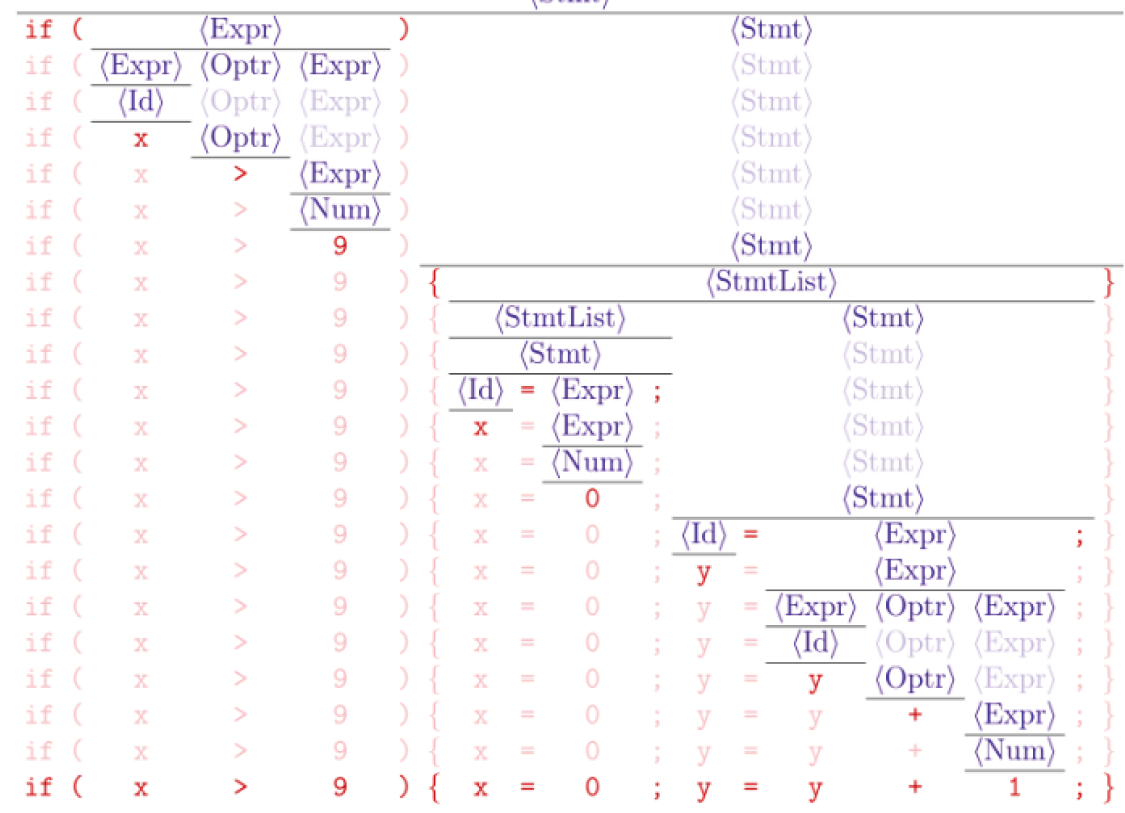 ⟨Stmt⟩
if ( ⟨Expr⟩ ) ⟨Stmt⟩
if ( ⟨Expr⟩ ⟨Optr⟩ ⟨Expr⟩ ) ⟨Stmt⟩
if ( ⟨Id⟩ ⟨Optr⟩ ⟨Expr⟩ ) ⟨Stmt⟩
if ( x ⟨Optr⟩ ⟨Expr⟩ ) ⟨Stmt⟩
if ( x > ⟨Expr⟩ ) ⟨Stmt⟩
if ( x > ⟨Num⟩ ) ⟨Stmt⟩
if ( x > 9 ) ⟨Stmt⟩
if ( x > 9 ) { ⟨StmtList⟩ }
if ( x > 9 ) { ⟨StmtList⟩ ⟨Stmt⟩ }
if ( x > 9 ) { ⟨Stmt⟩ ⟨Stmt⟩ }
if ( x > 9 ) { ⟨Id⟩ = ⟨Expr⟩ ; ⟨Stmt⟩ }
if ( x > 9 ) { x = ⟨Expr⟩ ; ⟨Stmt⟩ }
if ( x > 9 ) { x = ⟨Num⟩ ; ⟨Stmt⟩ }
if ( x > 9 ) { x = 0 ; ⟨Stmt⟩ }
if ( x > 9 ) { x = 0 ; ⟨Id⟩ = ⟨Expr⟩ ; }
if ( x > 9 ) { x = 0 ; y = ⟨Expr⟩ ; }
if ( x > 9 ) { x = 0 ; y = ⟨Expr⟩ ⟨Optr⟩ ⟨Expr⟩ ; }
if ( x > 9 ) { x = 0 ; y = ⟨Id⟩ ⟨Optr⟩ ⟨Expr⟩ ; }
if ( x > 9 ) { x = 0 ; y = y ⟨Optr⟩ ⟨Expr⟩ ; }
if ( x > 9 ) { x = 0 ; y = y + ⟨Expr⟩ ; }
if ( x > 9 ) { x = 0 ; y = y + ⟨Num⟩ ; }
if ( x > 9 ) { x = 0 ; y = y + 1 ; }